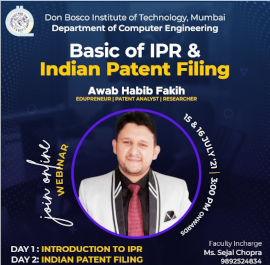 Don Bosco Institute of Technology, Mumbai
Department of Computer Engineering
Basic of IPR &
Indian Patent Filing
Awab Habib Fakih
EDUPRENEUR | PATENT ANALYST | RESEARCHER
join online
WEBINAR
15 & 16 JULY '21 | 3:00 PM ONWARDS
DAY 1 : INTRODUCTION TO IPR
DAY 2: INDIAN PATENT FILING
Faculty Incharge
Ms. Sejal Chopra
9892524834